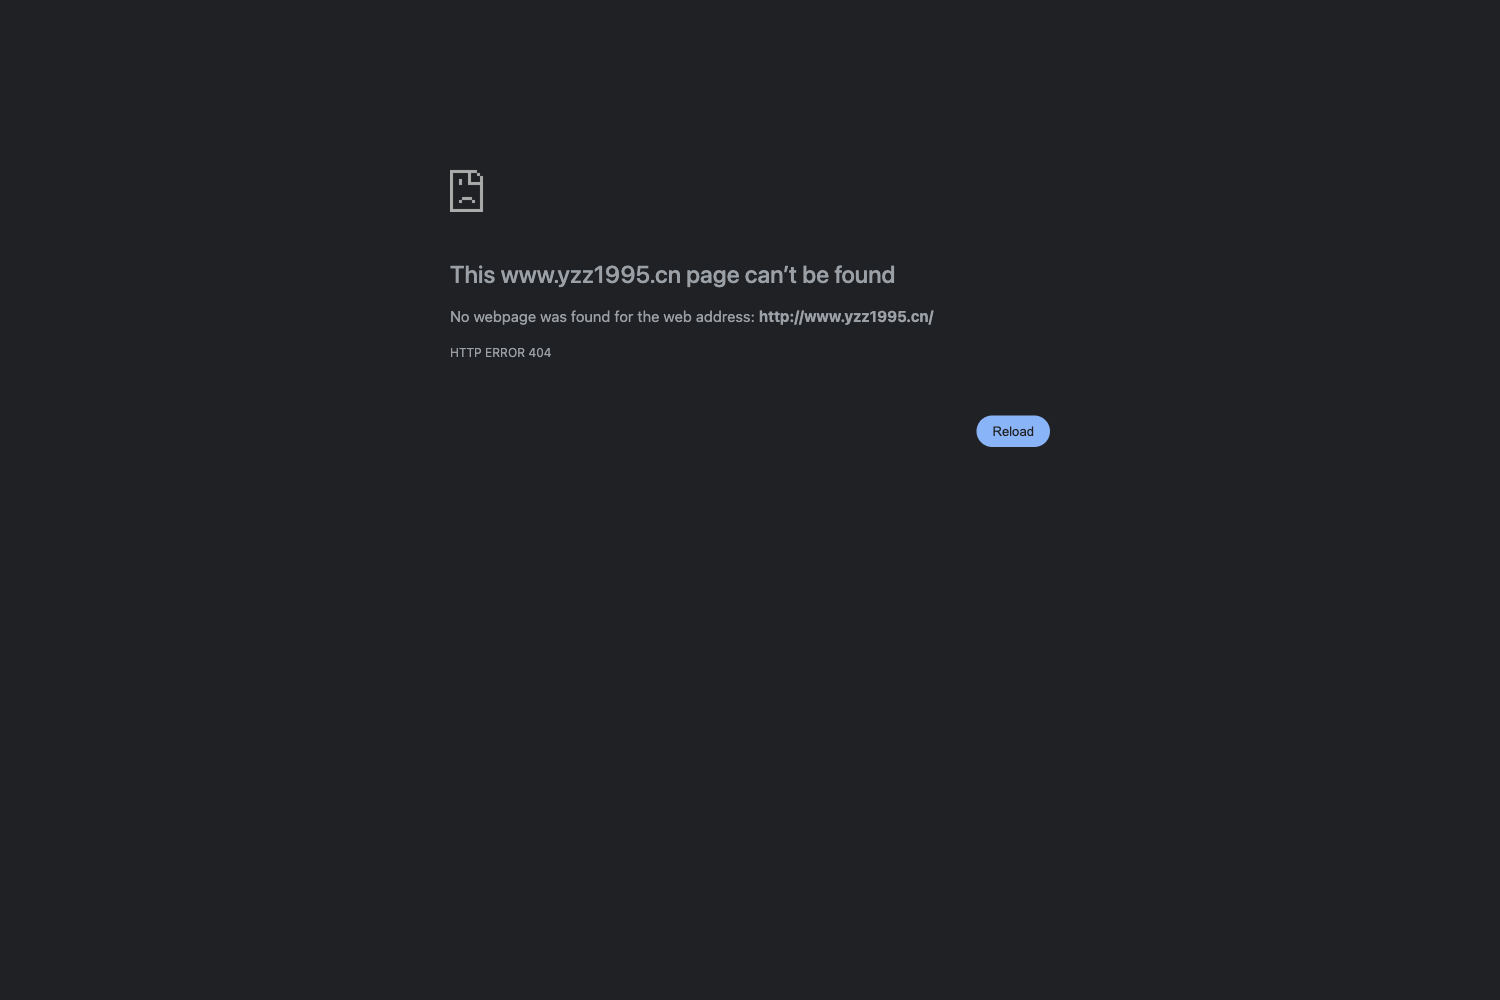 This www.yzz1995.cn page can’t be found
No webpage was found for the web address: http://www.yzz1995.cn/
HTTP ERROR 404
Reload